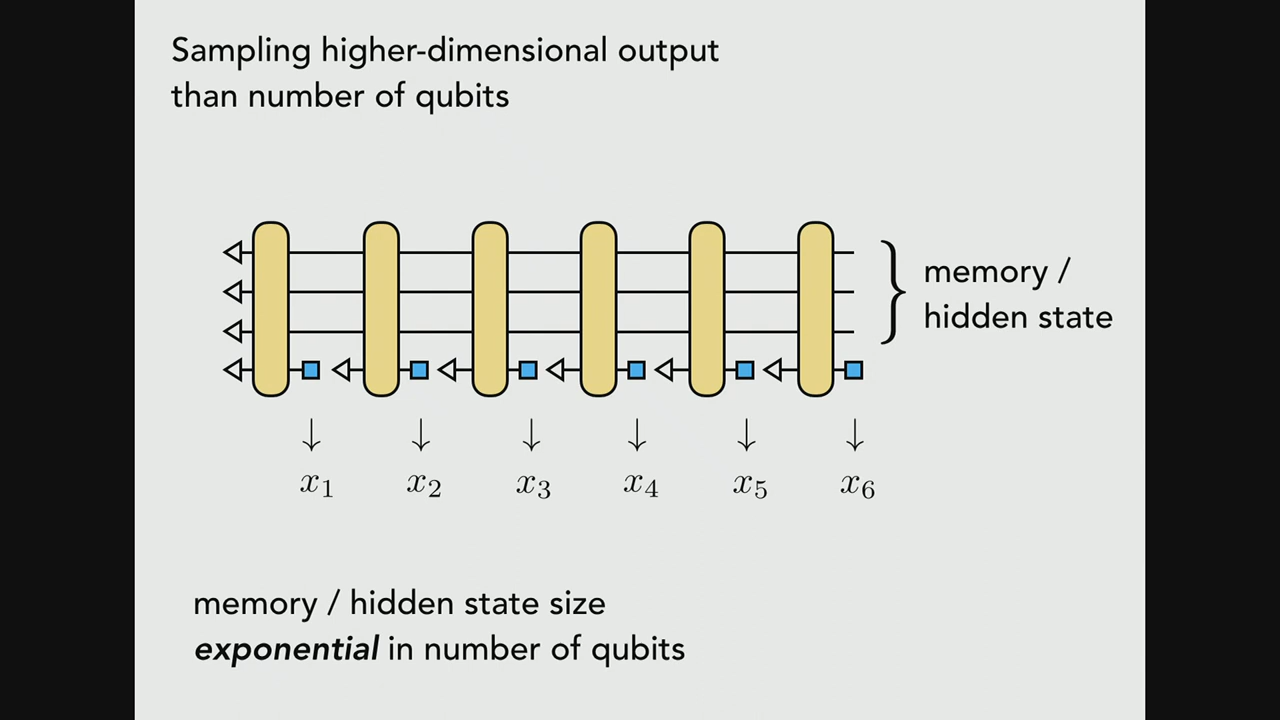 Sampling higher-dimensional output
than number of qubits
memory /
hidden state
x1 x2 x3 x4 x5 x6
memory / hidden state size
exponential in number of qubits